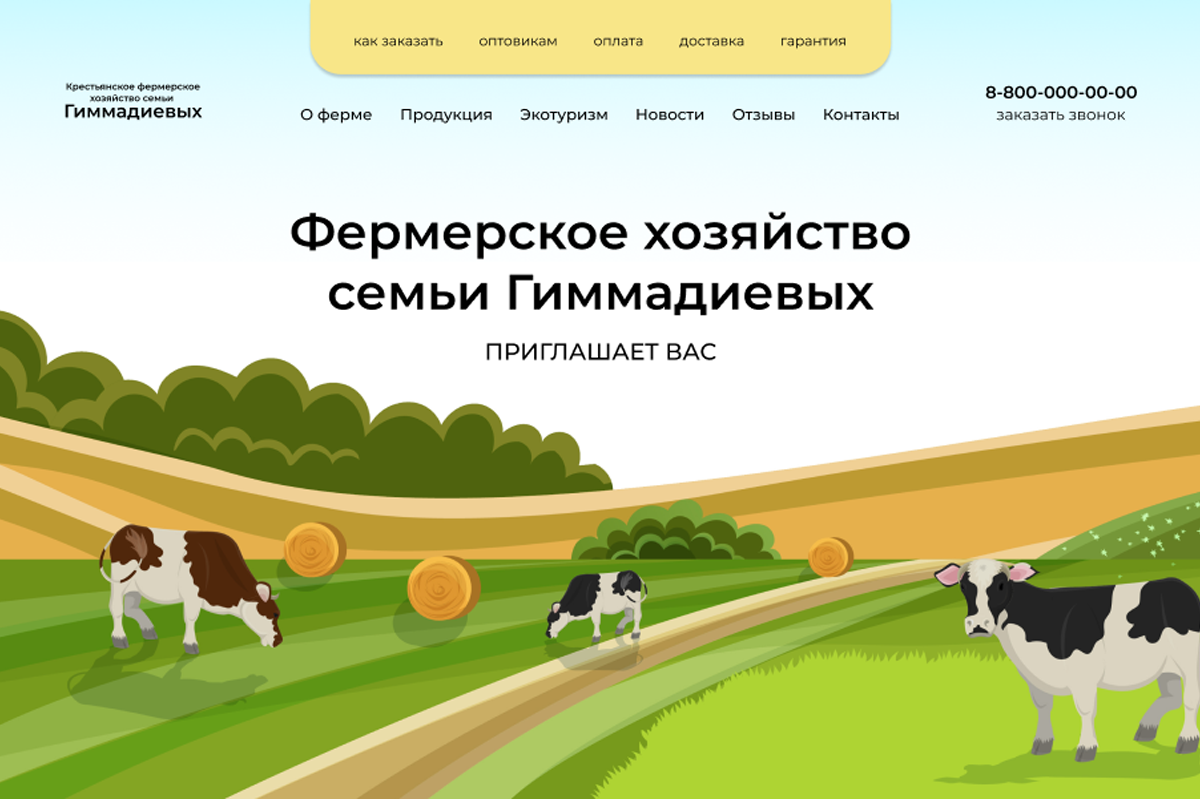 как заказать оптовикам оплата доставка гарантия
Крестьянское фермерское
хозяйство семьи
Гиммадиевых
О ферме Продукция Экотуризм Новости Отзывы Контакты
8-800-000-00-00
заказать звонок
Фермерское хозяйство
семьи Гиммадиевых
ПРИГЛАШАЕТ ВАС